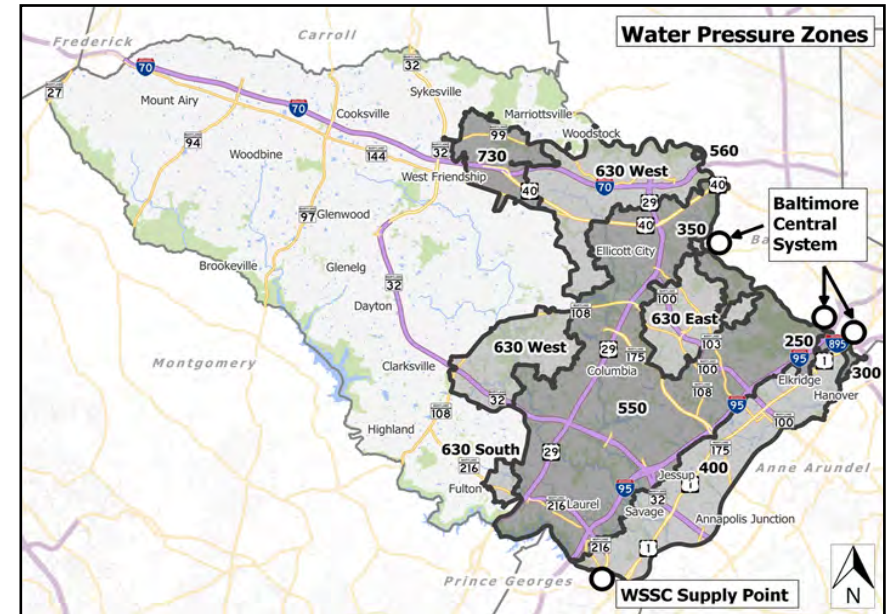 Water Pressure Zones
Frederick
Carroll
70
32
27
Mount Airy
70
Sykesville
Cooksville
Marriottsville
94
99
Woodstock
144
32
730
560
Woodbine
630 West
West Friendship
70
40
40
29
Baltimore
Central
System
97
Glenwood
40
350
Ellicott City
Brookeville
Glenelg
32
100
Dayton
108
630 East
630 West
250
895
29
175
103
95
1
Montgomery
Columbia
300
Clarksville
100
Elkridge
32
108
Hanover
108
550
95
100
Highland
630 South
29
175
216
400
Anne Arundel
Jessup
1
Fulton
95
32
216
Laurel
Savage
Annapolis Junction
216
1
Prince Georges
WSSC Supply Point
N